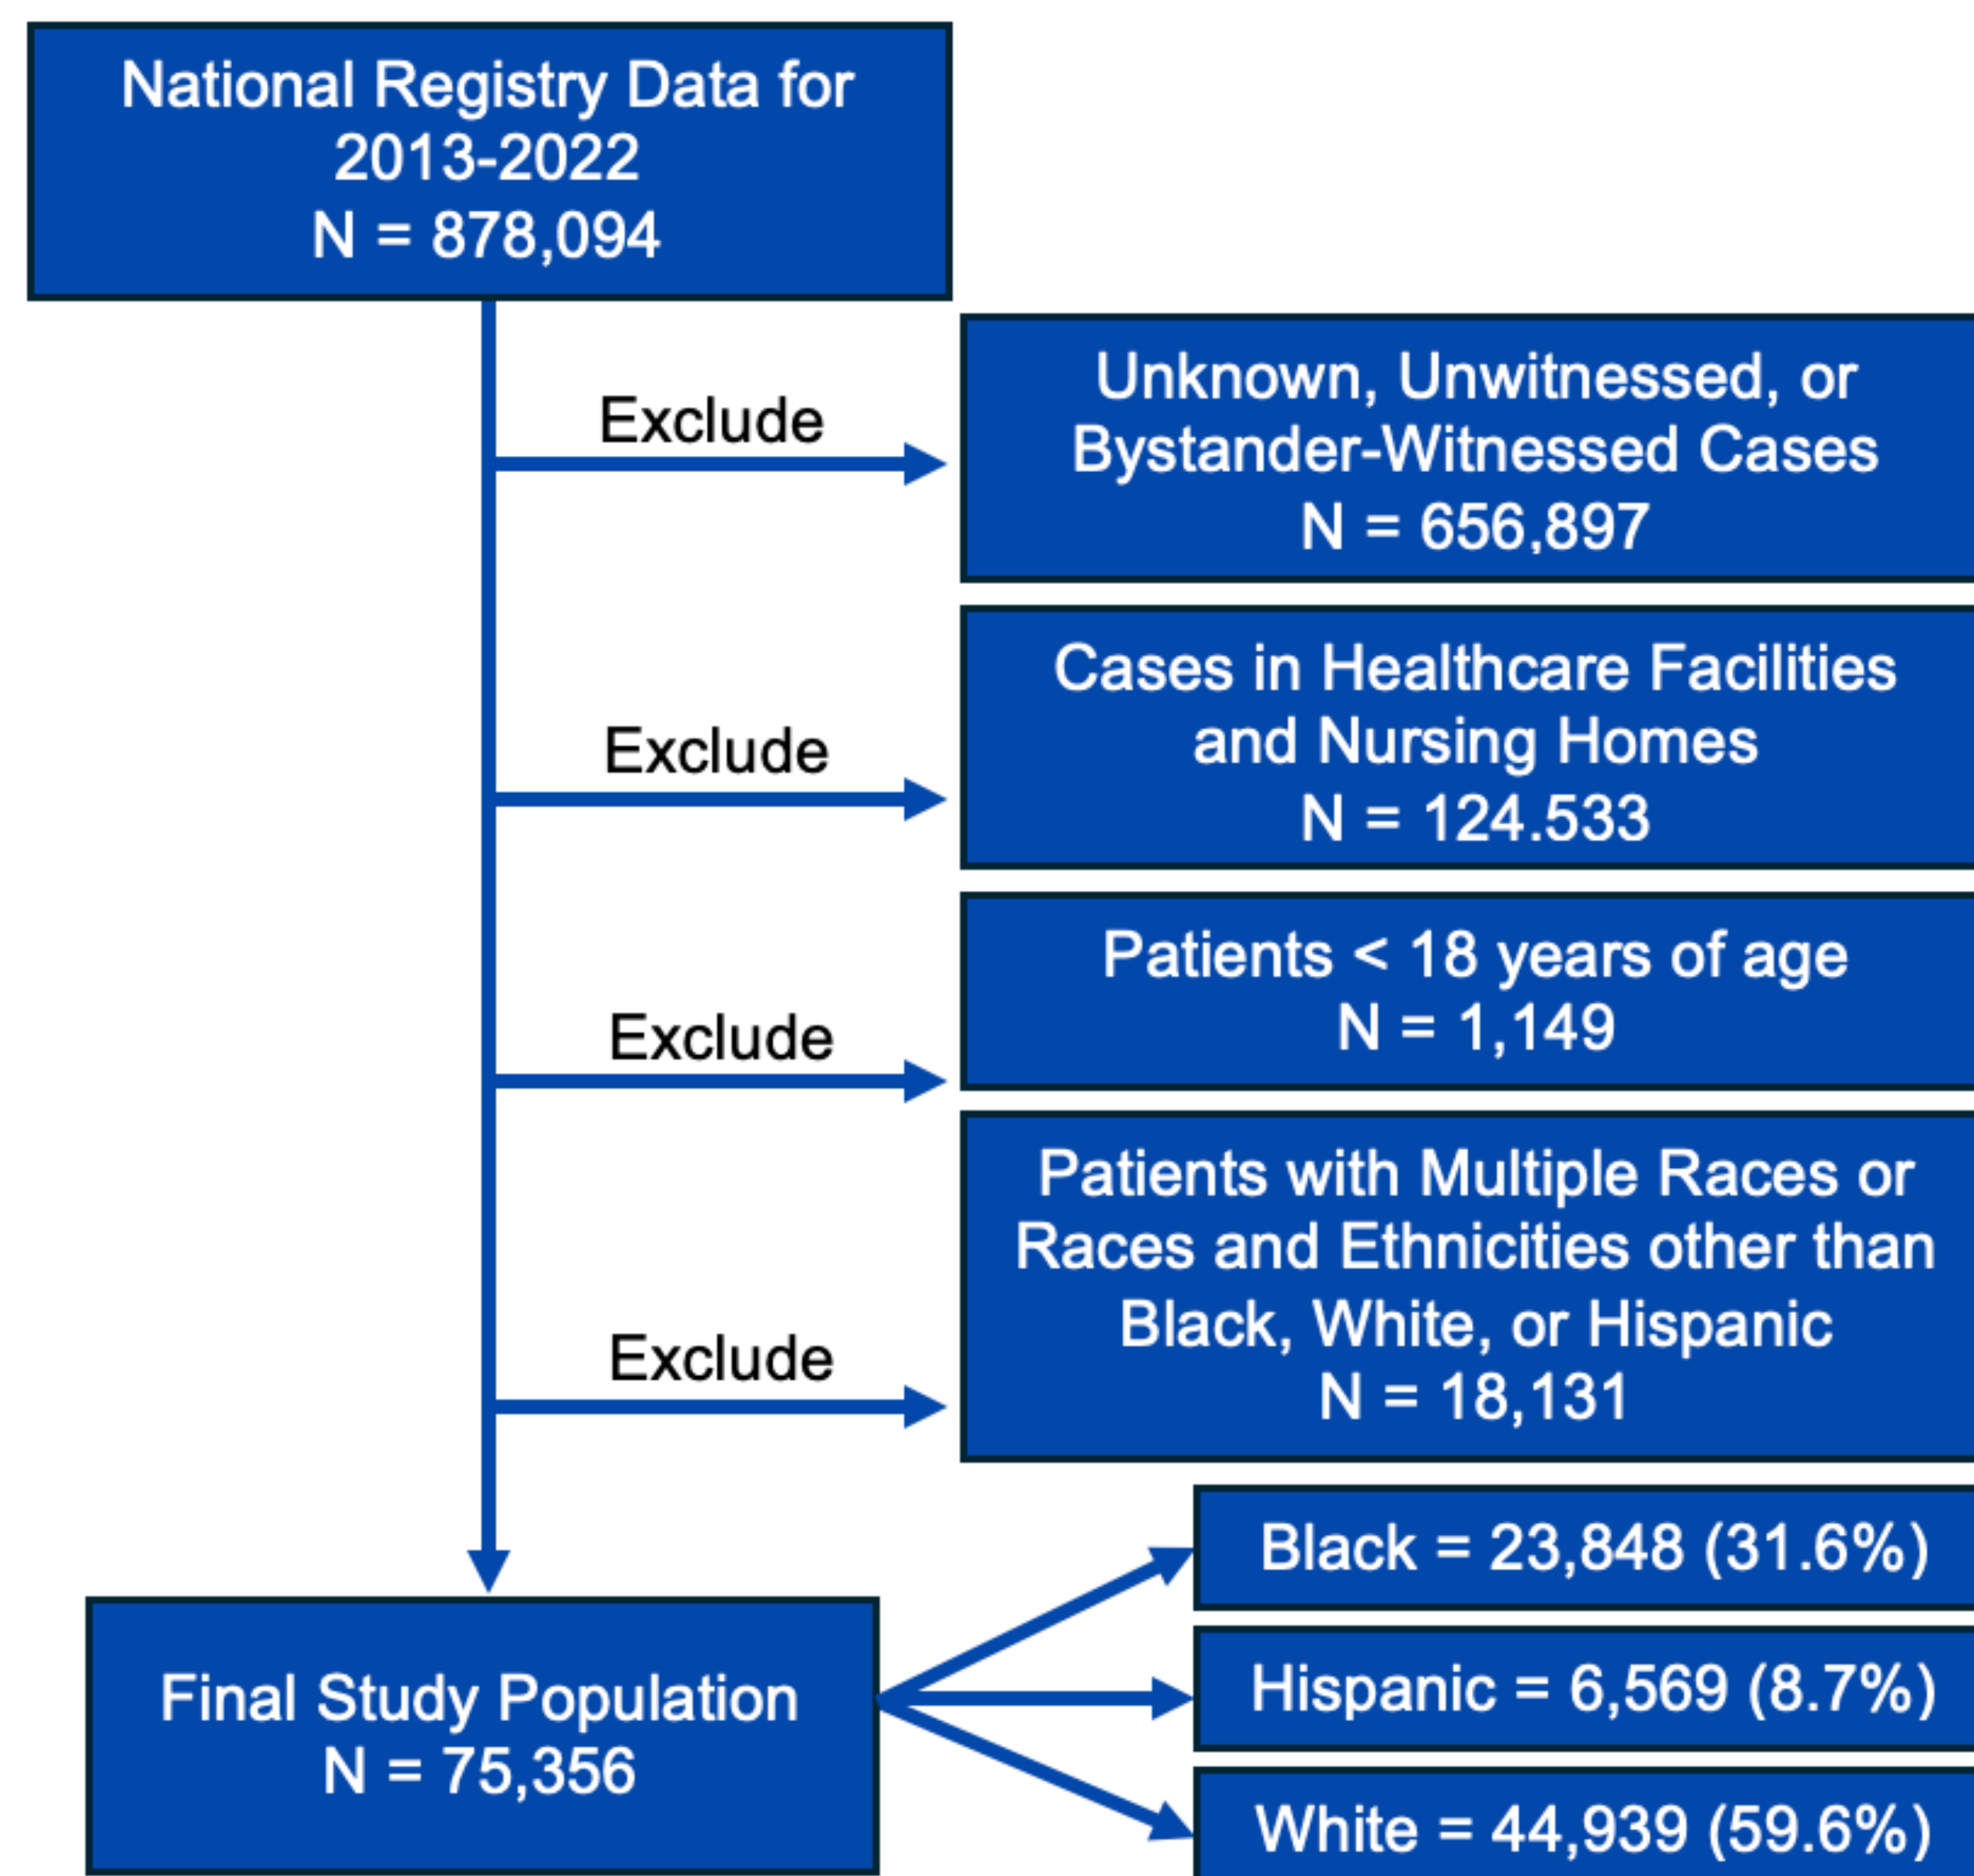 National Registry Data for
2013-2022
N = 878,094
Exclude
Unknown, Unwitnessed, or
Bystander-Witnessed Cases
N = 656,897
Exclude
Cases in Healthcare Facilities
and Nursing Homes
N = 124.533
Exclude
Patients < 18 years of age
N = 1,149
Exclude
Patients with Multiple Races or
Races and Ethnicities other than
Black, White, or Hispanic
N = 18,131
Final Study Population
N = 75,356
Black = 23,848 (31.6%)
Hispanic = 6,569 (8.7%)
White = 44,939 (59.6%)